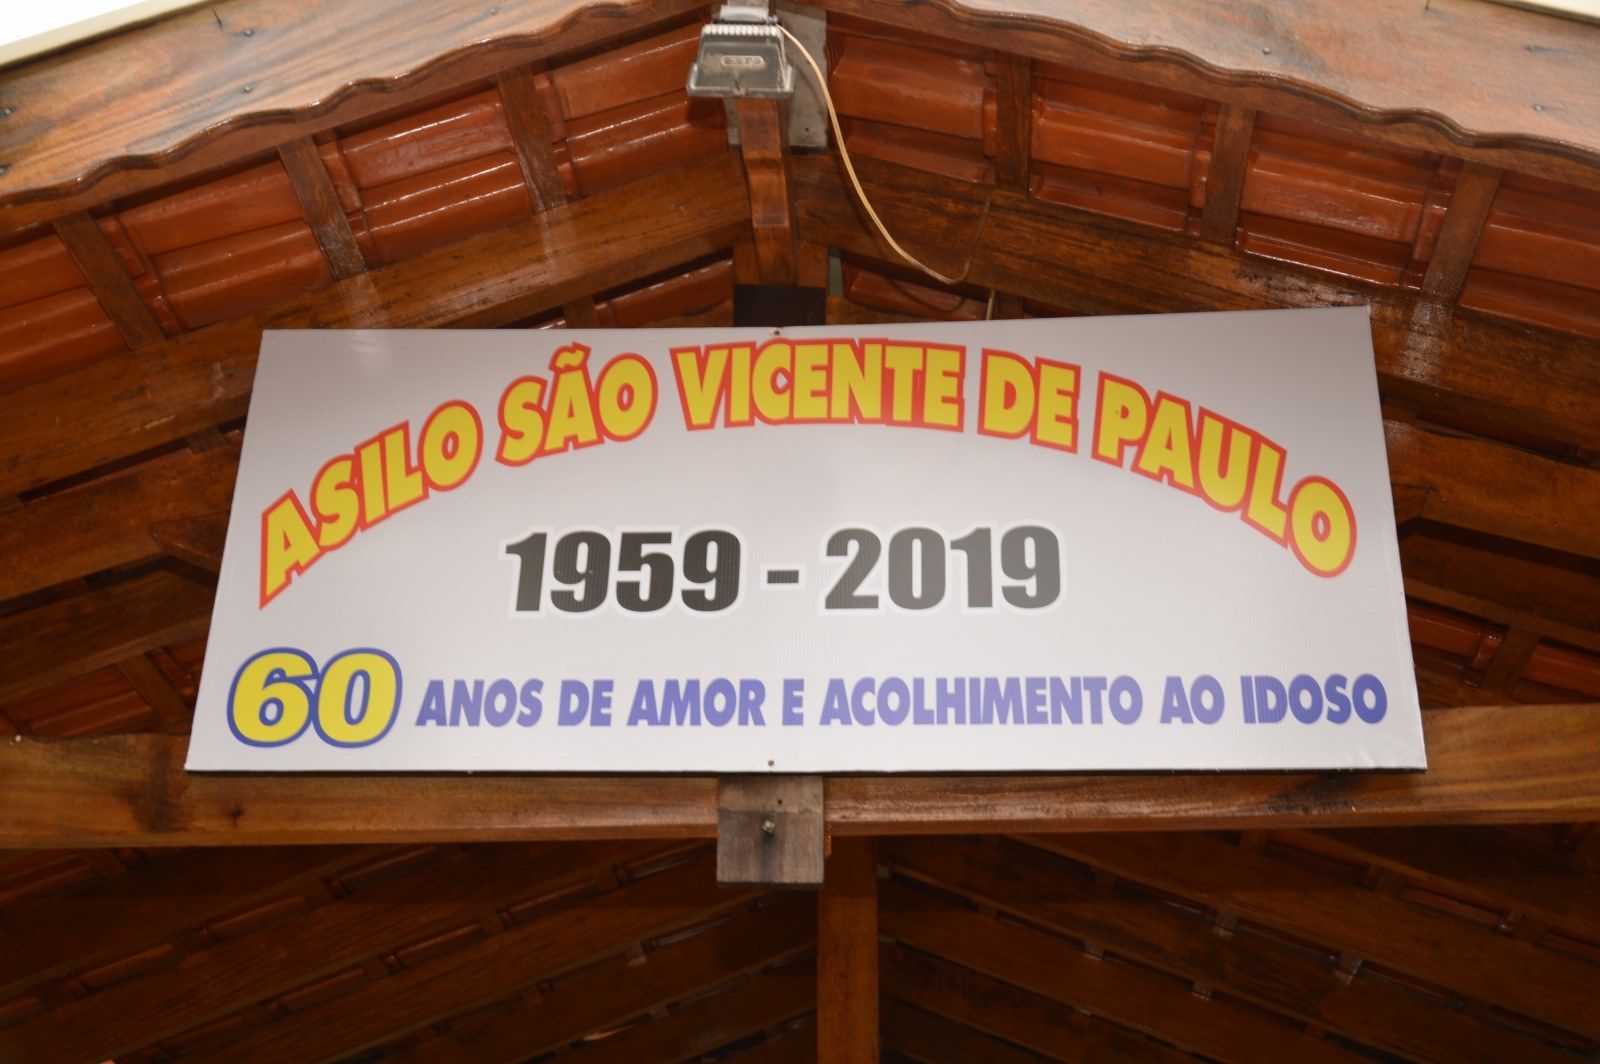 ASILO SÃO VICENTE DE PAULO
1959 - 2019
60 ANOS DE AMOR E ACOLHIMENTO AO IDOSO